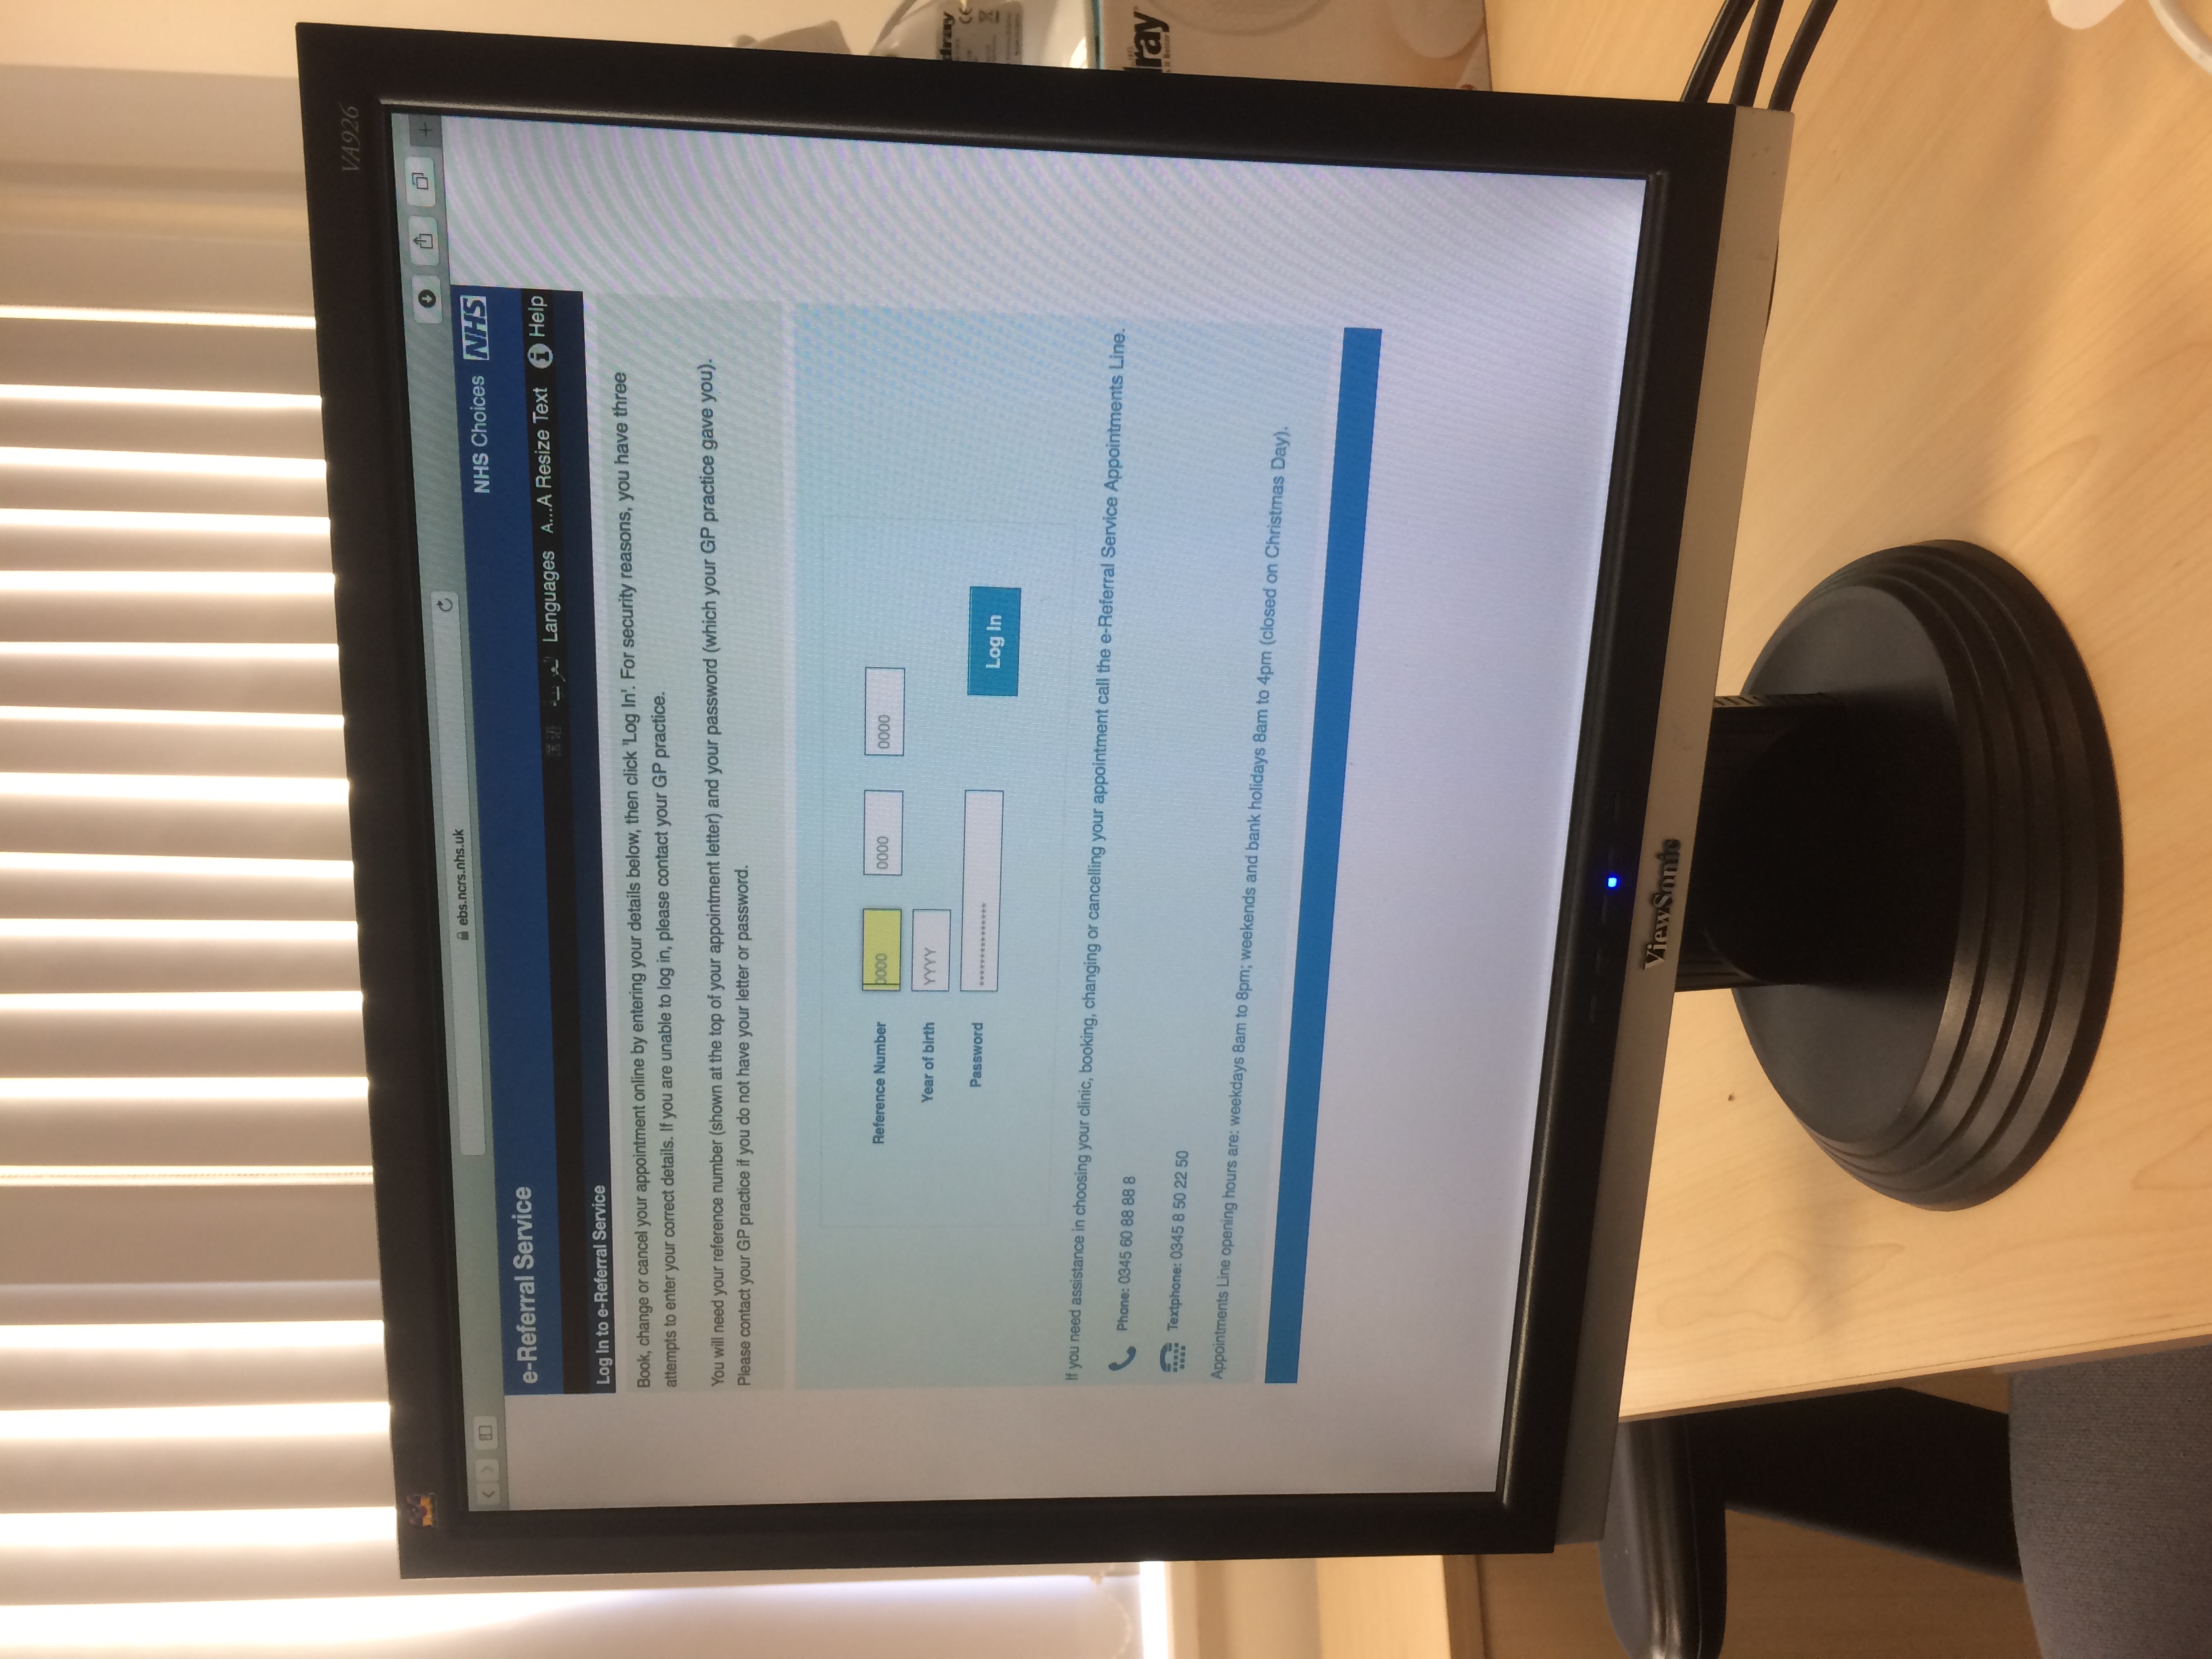 VA926
ebs.ncrs.nhs.uk
NHS Choices NHS
e-Referral Service
Languages A...A Resize Text i Help
Log In to e-Referral Service
Book, change or cancel your appointment online by entering your details below, then click 'Log In'. For security reasons, you have three
attempts to enter your correct details. If you are unable to log in, please contact your GP practice.
You will need your reference number (shown at the top of your appointment letter) and your password (which your GP practice gave you).
Please contact your GP practice if you do not have your letter or password.
Reference Number 0000 0000 0000
Year of birth YYYY
Password ***************
Log In
If you need assistance in choosing your clinic, booking, changing or cancelling your appointment call the e-Referral Service Appointments Line.
Phone: 0345 60 88 88 8
Textphone: 0345 8 50 22 50
Appointments Line opening hours are: weekdays 8am to 8pm; weekends and bank holidays 8am to 4pm (closed on Christmas Day).
ViewSonic
dray
CE
ray